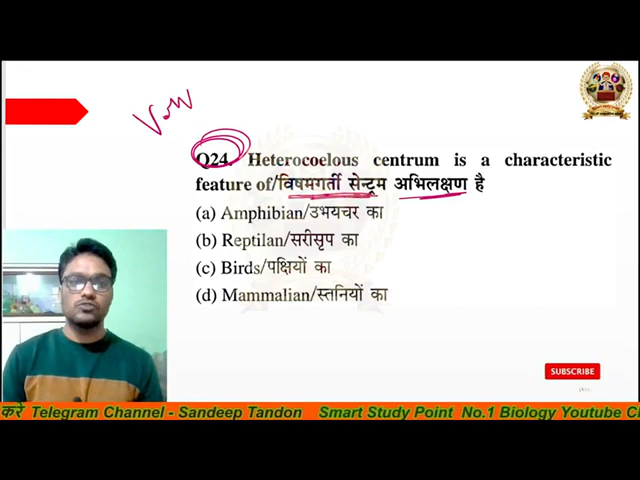 Q24. Heterocoelous centrum is a characteristic
feature of/विषमगर्ती सेन्ट्रम अभिलक्षण है
(a) Amphibian/उभयचर का
(b) Reptilan/सरीसृप का
(c) Birds/पक्षियों का
(d) Mammalian/स्तनियों का
SUBSCRIBE
करे Telegram Channel - Sandeep Tandon Smart Study Point No.1 Biology Youtube C